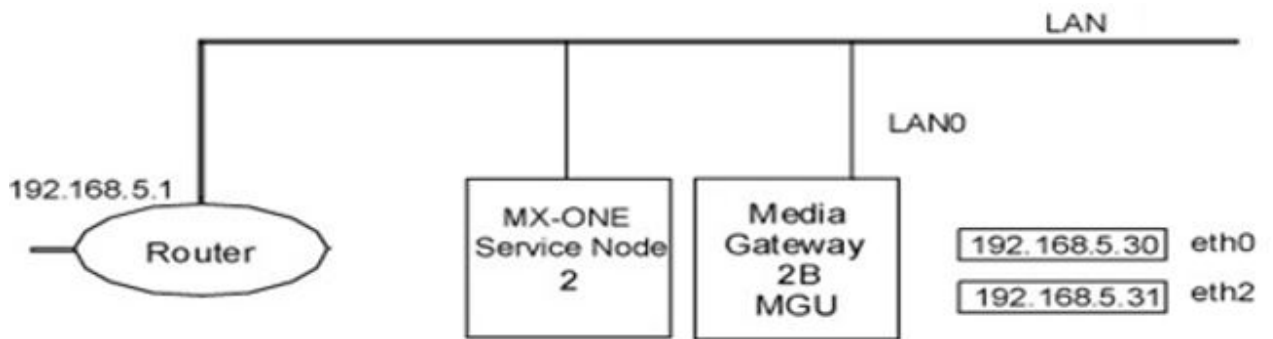 LAN
LAN0
192.168.5.1
Router
MX-ONE
Service Node
2
Media
Gateway
2B
MGU
192.168.5.30 eth0
192.168.5.31 eth2